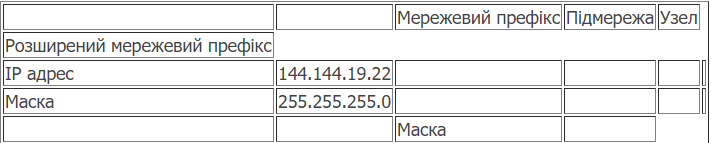 Мережевий префікс Підмережа Узел
Розширений мережевий префікс
IP адрес 144.144.19.22
Маска 255.255.255.0
Маска